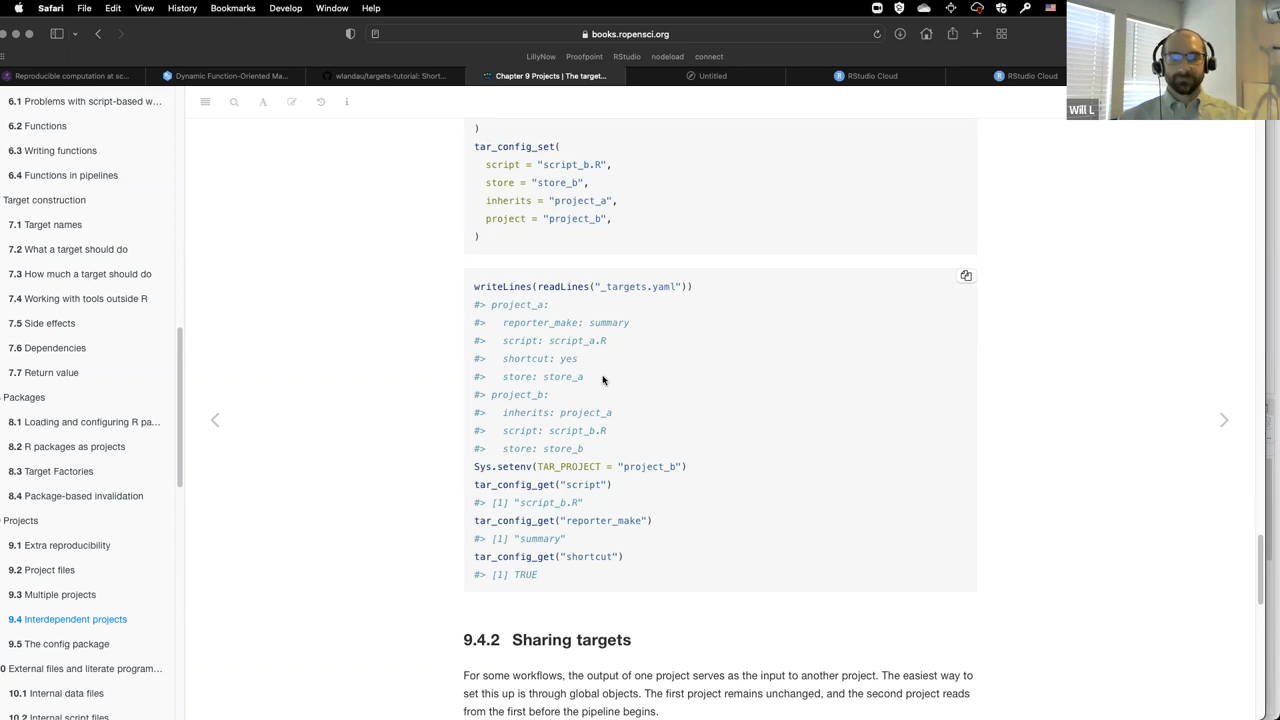 Safari File Edit View History Bookmarks Develop Window Help
books.ropensci.org
LillyNow Proofpoint RStudio nodeload connect
Reproducible computation at sc... Dynamic Function-Oriented Ma... wlandau/targets-tutorial: Short... Chapter 9 Projects | The target... Untitled RStudio Cloud RStudio Cloud
Will L
6.1 Problems with script-based w...
6.2 Functions
6.3 Writing functions
6.4 Functions in pipelines
Target construction
7.1 Target names
7.2 What a target should do
7.3 How much a target should do
7.4 Working with tools outside R
7.5 Side effects
7.6 Dependencies
7.7 Return value
Packages
8.1 Loading and configuring R pa...
8.2 R packages as projects
8.3 Target Factories
8.4 Package-based invalidation
Projects
9.1 Extra reproducibility
9.2 Project files
9.3 Multiple projects
9.4 Interdependent projects
9.5 The config package
0 External files and literate program...
10.1 Internal data files
10.2 Internal script files
)
tar_config_set(
script = "script_b.R",
store = "store_b",
inherits = "project_a",
project = "project_b",
)
writeLines(readLines("_targets.yaml"))
#> project_a:
#>   reporter_make: summary
#>   script: script_a.R
#>   shortcut: yes
#>   store: store_a
#> project_b:
#>   inherits: project_a
#>   script: script_b.R
#>   store: store_b
Sys.setenv(TAR_PROJECT = "project_b")
tar_config_get("script")
#> [1] "script_b.R"
tar_config_get("reporter_make")
#> [1] "summary"
tar_config_get("shortcut")
#> [1] TRUE
9.4.2 Sharing targets
For some workflows, the output of one project serves as the input to another project. The easiest way to
set this up is through global objects. The first project remains unchanged, and the second project reads
from the first before the pipeline begins.